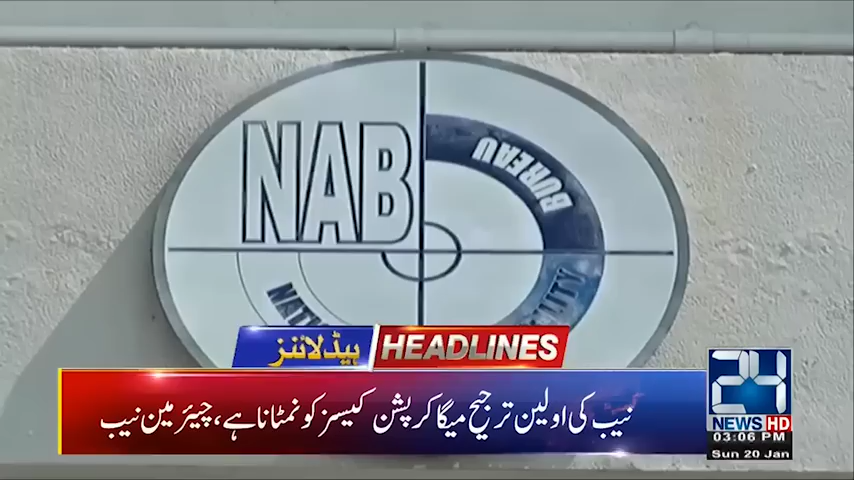 NAB
BUREAU
ہیڈلائنز HEADLINES
نیب کی اولین ترجیح میگا کرپشن کیسز کو نمٹانا ہے، چیئرمین نیب
24
NEWS HD
03:06 PM
Sun 20 Jan